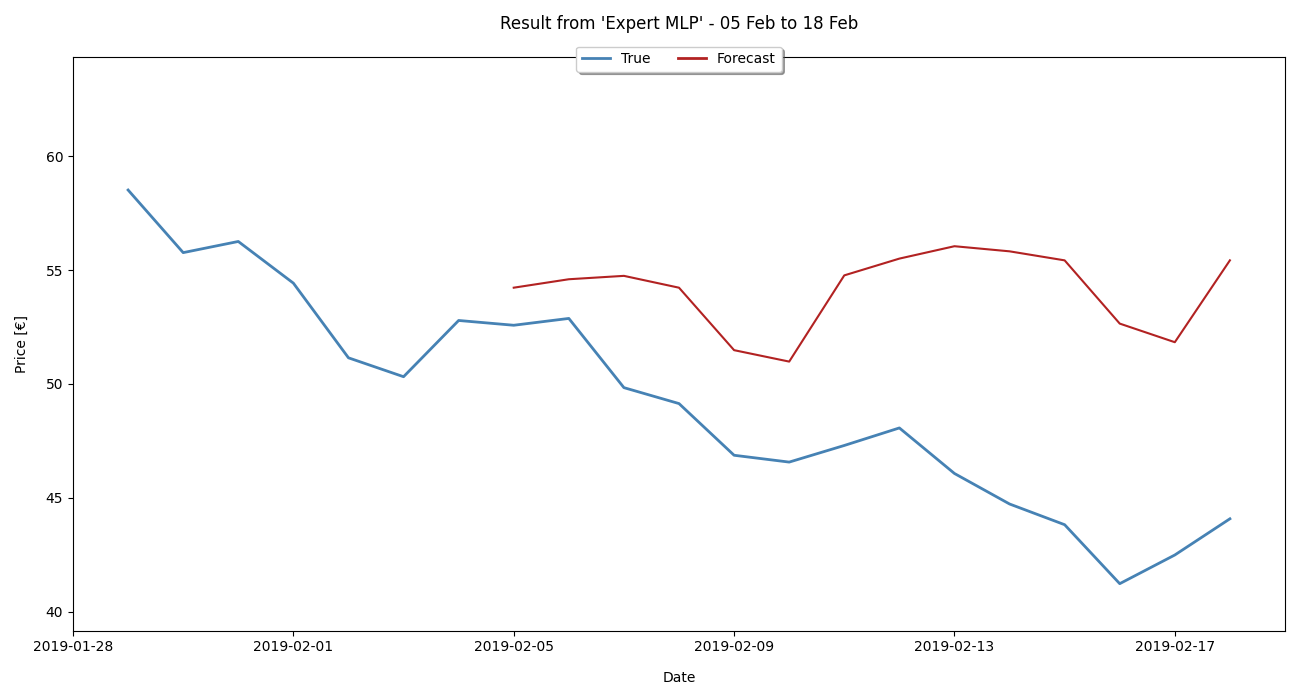 Result from 'Expert MLP' - 05 Feb to 18 Feb
True Forecast
60
55
50
45
40
Price [€]
2019-01-28 2019-02-01 2019-02-05 2019-02-09 2019-02-13 2019-02-17
Date